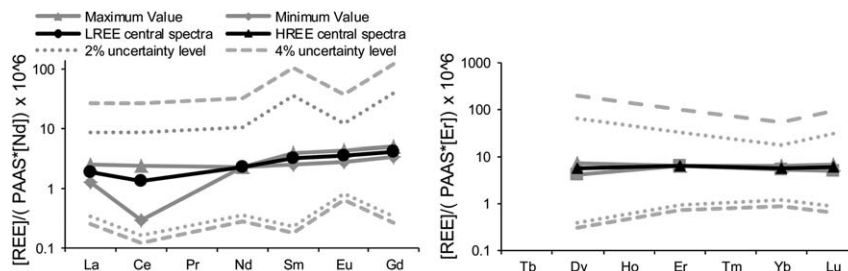 Maximum Value Minimum Value
LREE central spectra HREE central spectra
2% uncertainty level 4% uncertainty level
[REE]/( PAAS*[Nd]) x 10^6
100
10
1
0.1
La Ce Pr Nd Sm Eu Gd
[REE]/( PAAS*[Er]) x 10^6
1000
100
10
1
0.1
Tb Dy Ho Er Tm Yb Lu